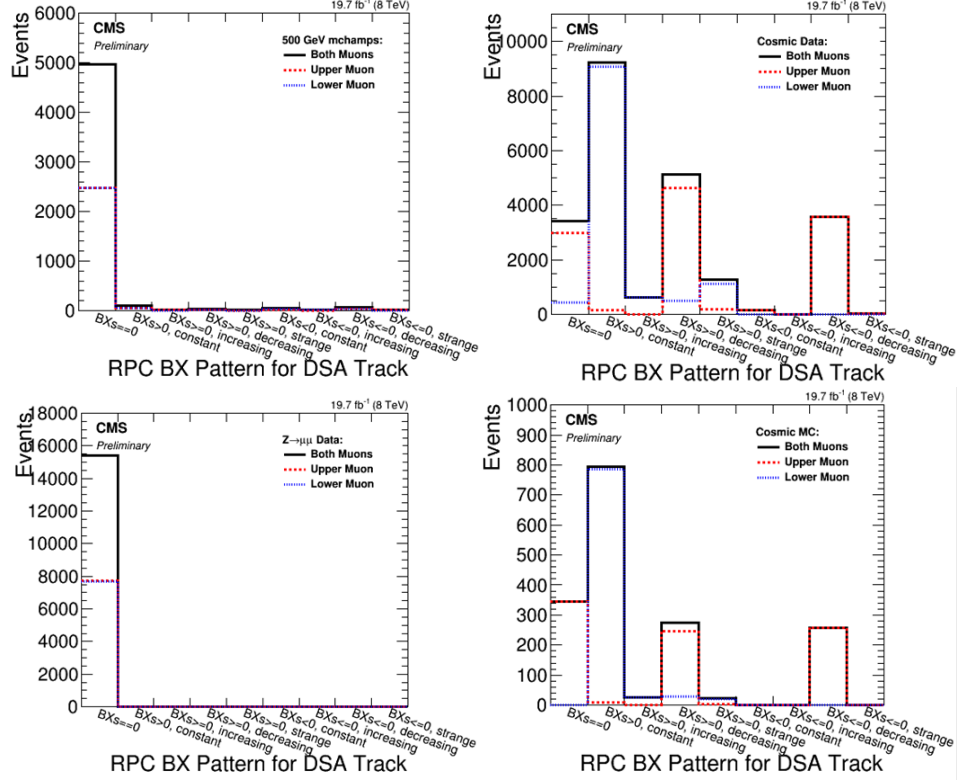 19.7 fb⁻¹ (8 TeV)
Events
6000
5000
4000
3000
2000
1000
0
CMS
Preliminary
500 GeV mchamps:
Both Muons
Upper Muon
Lower Muon
BXs==0
BXs>0, constant
BXs>=0, increasing
BXs>=0, decreasing
BXs>=0, strange
BXs<0, constant
BXs<=0, increasing
BXs<=0, decreasing
BXs<=0, strange
RPC BX Pattern for DSA Track
19.7 fb⁻¹ (8 TeV)
Events
10000
8000
6000
4000
2000
0
CMS
Preliminary
Cosmic Data:
Both Muons
Upper Muon
Lower Muon
BXs==0
BXs>0, constant
BXs>=0, increasing
BXs>=0, decreasing
BXs>=0, strange
BXs<0, constant
BXs<=0, increasing
BXs<=0, decreasing
BXs<=0, strange
RPC BX Pattern for DSA Track
19.7 fb⁻¹ (8 TeV)
Events
18000
16000
14000
12000
10000
8000
6000
4000
2000
0
CMS
Preliminary
Z→μμ Data:
Both Muons
Upper Muon
Lower Muon
BXs==0
BXs>0, constant
BXs>=0, increasing
BXs>=0, decreasing
BXs>=0, strange
BXs<0, constant
BXs<=0, increasing
BXs<=0, decreasing
BXs<=0, strange
RPC BX Pattern for DSA Track
19.7 fb⁻¹ (8 TeV)
Events
1000
900
800
700
600
500
400
300
200
100
0
CMS
Preliminary
Cosmic MC:
Both Muons
Upper Muon
Lower Muon
BXs==0
BXs>0, constant
BXs>=0, increasing
BXs>=0, decreasing
BXs>=0, strange
BXs<0, constant
BXs<=0, increasing
BXs<=0, decreasing
BXs<=0, strange
RPC BX Pattern for DSA Track